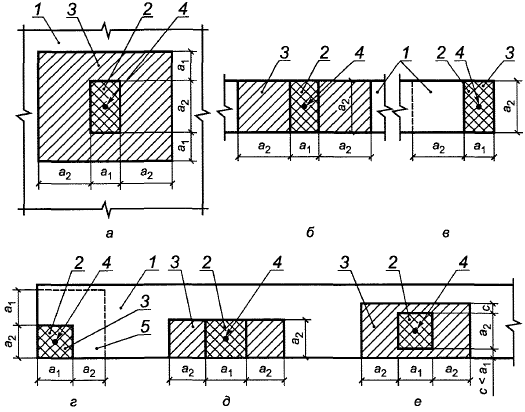 1 3 2 4
a₁
a₂
a₁
a₂ a₁ a₂
а
3 2 4 1
a₂
a₂ a₁ a₂
б
2 4 3
a₂
a₂ a₁
в
2 4 1
a₁
a₂
3
5
a₁ a₂
г
3 2 4
a₂
a₂ a₁ a₂
д
3 2 4
c
a₂
c < a₁
a₂ a₁ a₂
е